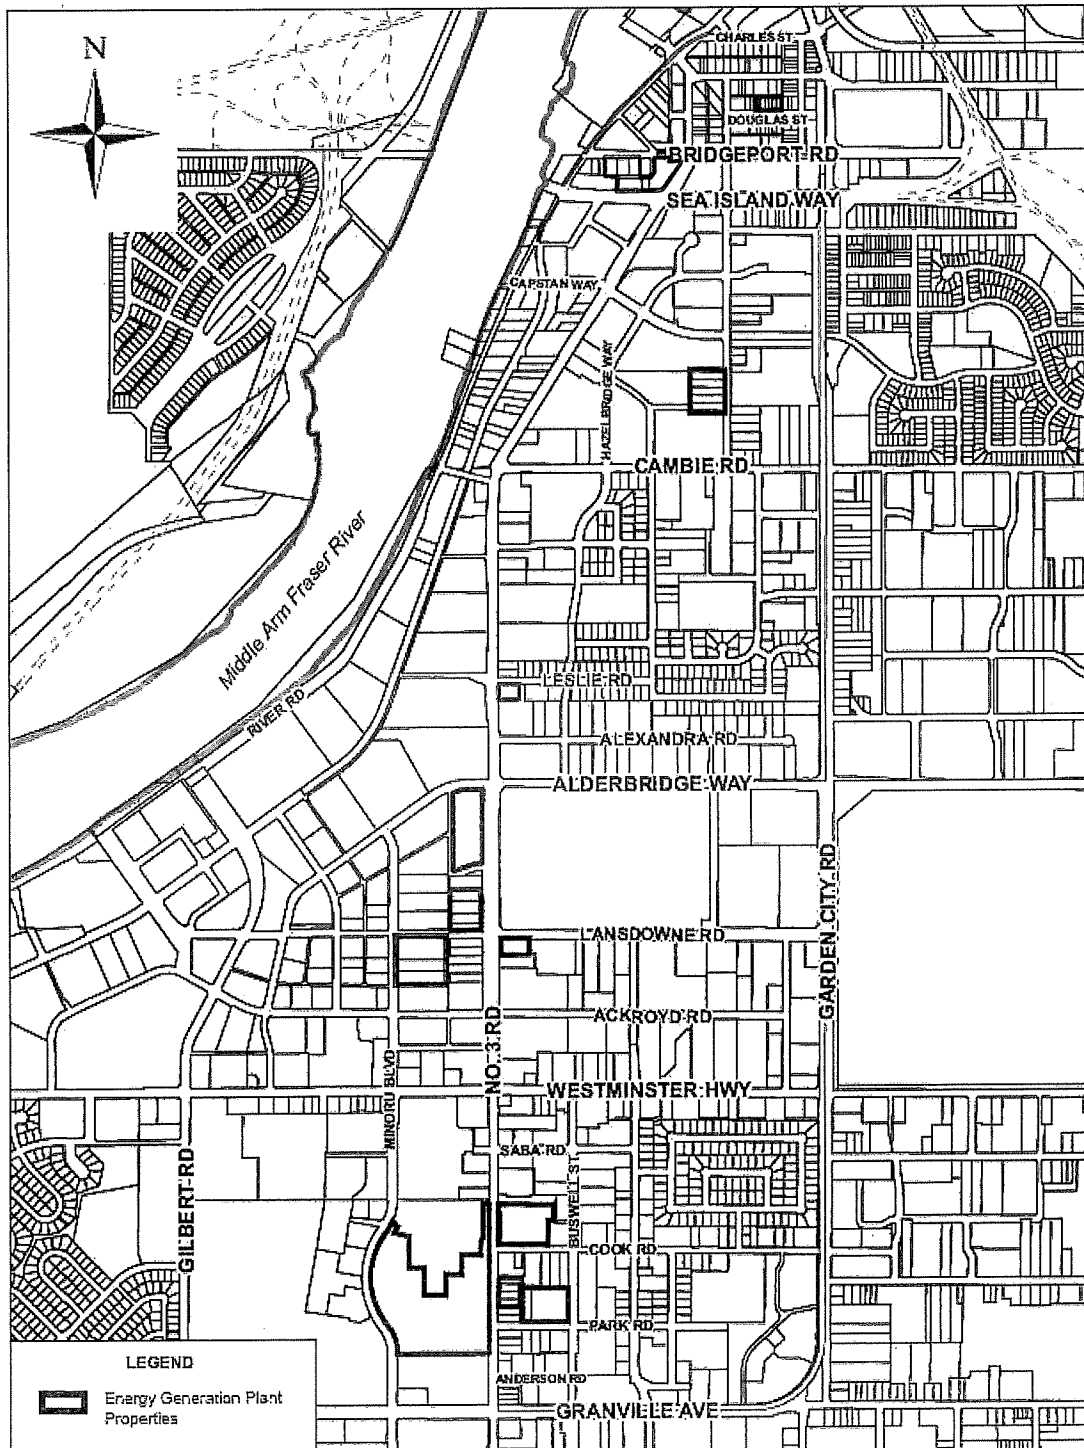 N
CHARLES ST
DOUGLAS ST
BRIDGEPORT RD
SEA ISLAND WAY
CAPSTAN WAY
HAZELBRIDGE WAY
CAMBIE RD
Middle Arm Fraser River
RIVER RD
LESLIE RD
ALEXANDRA RD
ALDERBRIDGE WAY
GARDEN CITY RD
LANSDOWNE RD
NO. 3 RD
ACKROYD RD
MINORU BLVD
WESTMINSTER HWY
SABA RD
GILBERT RD
BUSWELL ST
COOK RD
PARK RD
ANDERSON RD
GRANVILLE AVE
LEGEND
Energy Generation Plant
Properties